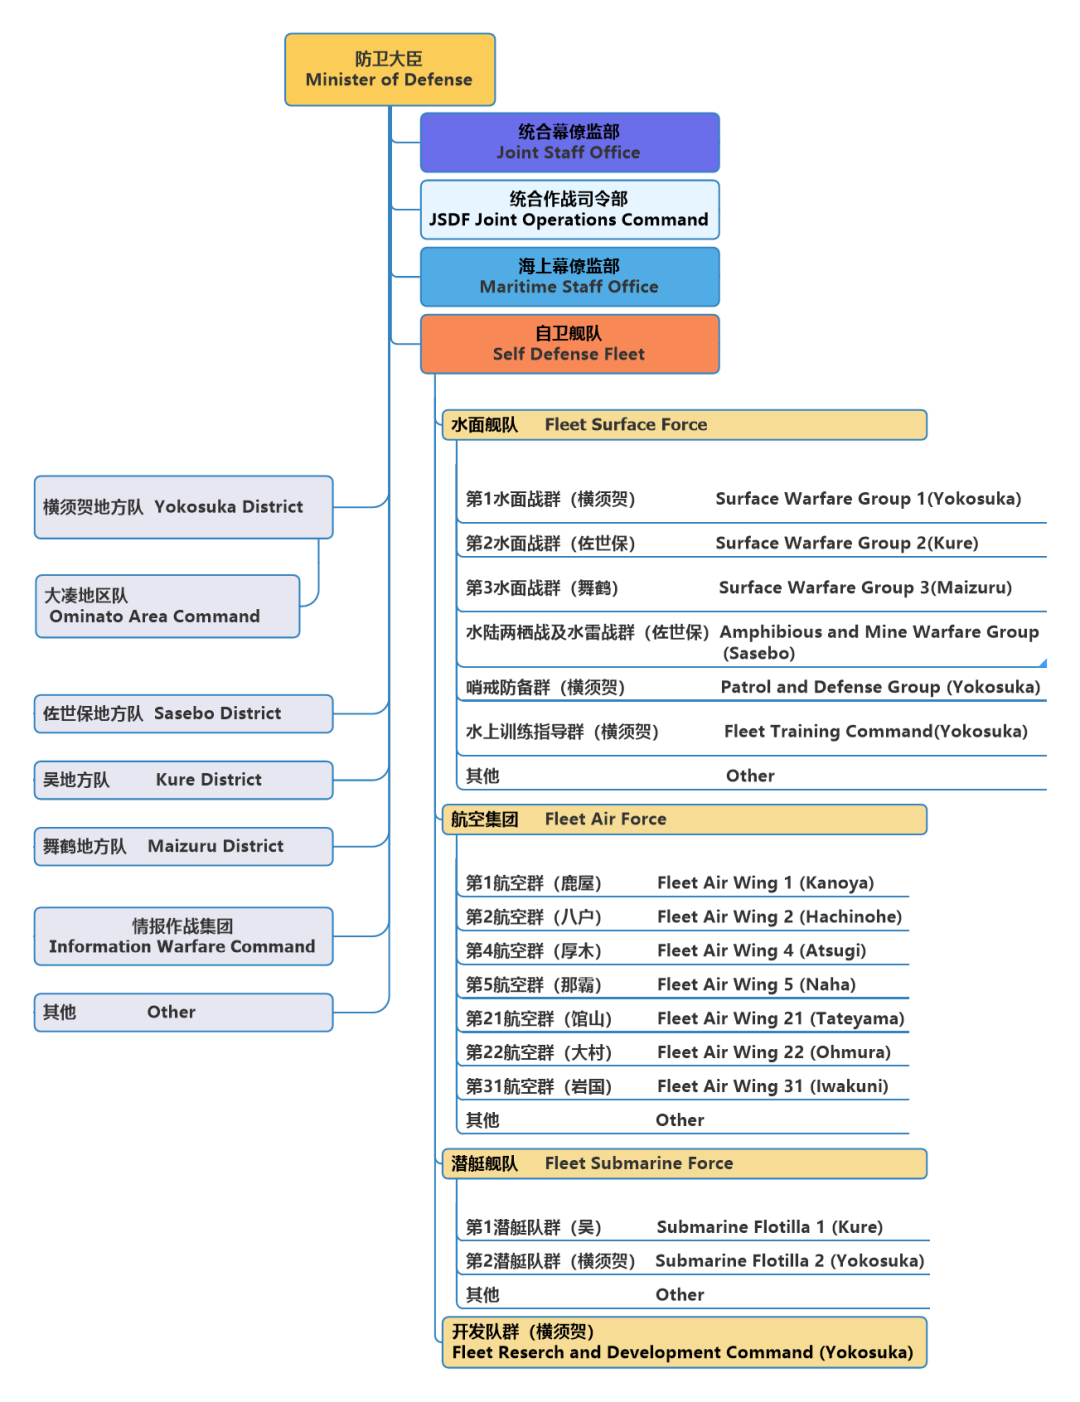 防卫大臣
Minister of Defense
统合幕僚监部
Joint Staff Office
统合作战司令部
JSDF Joint Operations Command
海上幕僚监部
Maritime Staff Office
自卫舰队
Self Defense Fleet
水面舰队 Fleet Surface Force
第1水面战群（横须贺） Surface Warfare Group 1(Yokosuka)
第2水面战群（佐世保） Surface Warfare Group 2(Kure)
第3水面战群（舞鹤） Surface Warfare Group 3(Maizuru)
水陆两栖战及水雷战群（佐世保） Amphibious and Mine Warfare Group
(Sasebo)
哨戒防备群（横须贺） Patrol and Defense Group (Yokosuka)
水上训练指导群（横须贺） Fleet Training Command(Yokosuka)
其他 Other
航空集团 Fleet Air Force
第1航空群（鹿屋） Fleet Air Wing 1 (Kanoya)
第2航空群（八户） Fleet Air Wing 2 (Hachinohe)
第4航空群（厚木） Fleet Air Wing 4 (Atsugi)
第5航空群（那霸） Fleet Air Wing 5 (Naha)
第21航空群（馆山） Fleet Air Wing 21 (Tateyama)
第22航空群（大村） Fleet Air Wing 22 (Ohmura)
第31航空群（岩国） Fleet Air Wing 31 (Iwakuni)
其他 Other
潜艇舰队 Fleet Submarine Force
第1潜艇队群（吴） Submarine Flotilla 1 (Kure)
第2潜艇队群（横须贺） Submarine Flotilla 2 (Yokosuka)
其他 Other
开发队群（横须贺）
Fleet Reserch and Development Command (Yokosuka)
横须贺地方队 Yokosuka District
大凑地区队
Ominato Area Command
佐世保地方队 Sasebo District
吴地方队 Kure District
舞鹤地方队 Maizuru District
情报作战集团
Information Warfare Command
其他 Other